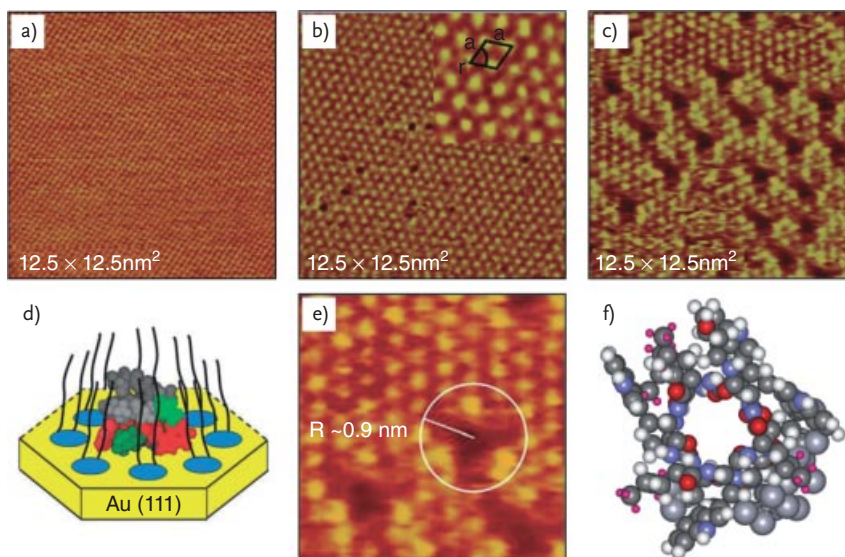 a)
12.5 × 12.5nm²
b)
a
a
r
12.5 × 12.5nm²
c)
12.5 × 12.5nm²
d)
Au (111)
e)
R ~0.9 nm
f)